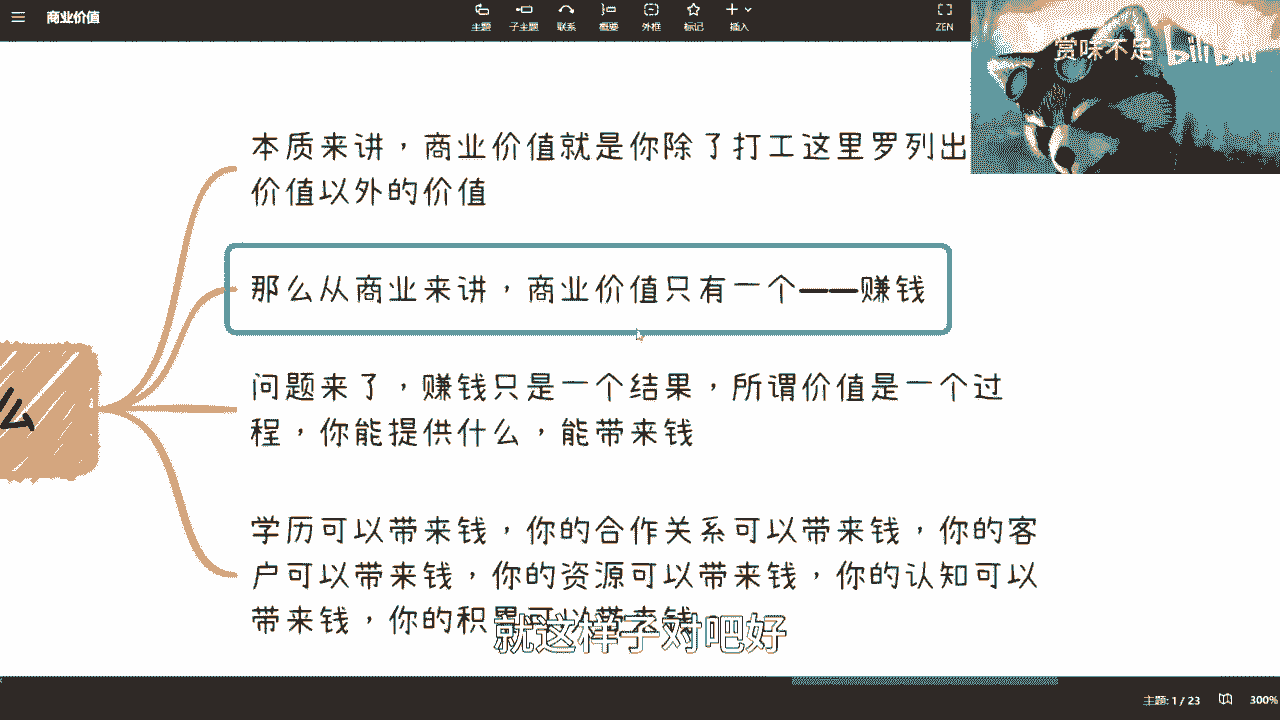 商业价值
主题
子主题
联系
概要
外框
标记
插入
ZEN
赏味不足 bilibili
本质来讲，商业价值就是你除了打工这里罗列出
价值以外的价值
那么从商业来讲，商业价值只有一个——赚钱
问题来了，赚钱只是一个结果，所谓价值是一个过
程，你能提供什么，能带来钱
么
学历可以带来钱，你的合作关系可以带来钱，你的客
户可以带来钱，你的资源可以带来钱，你的认知可以
带来钱，你的积累可以带来钱
就这样子对吧好
主题: 1 / 23
300%